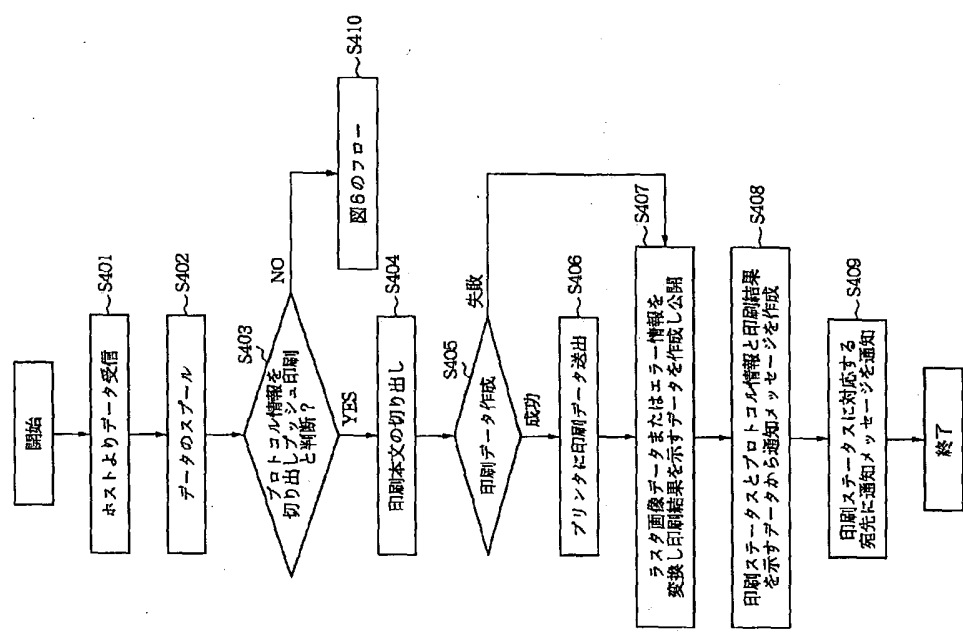 開始
S401
ホストよりデータ受信
S402
データのスプール
S403
プロトコル情報を
切り出しプッシュ印刷
と判断?
NO
S410
図6のフロー
YES
S404
印刷本文の切り出し
S405
印刷データ作成
失敗
成功
S406
プリンタに印刷データ送出
S407
ラスタ画像データまたはエラー情報を
変換し印刷結果を示すデータを作成し公開
S408
印刷ステータスとプロトコル情報と印刷結果
を示すデータから通知メッセージを作成
S409
印刷ステータスに対応する
宛先に通知メッセージを通知
終了